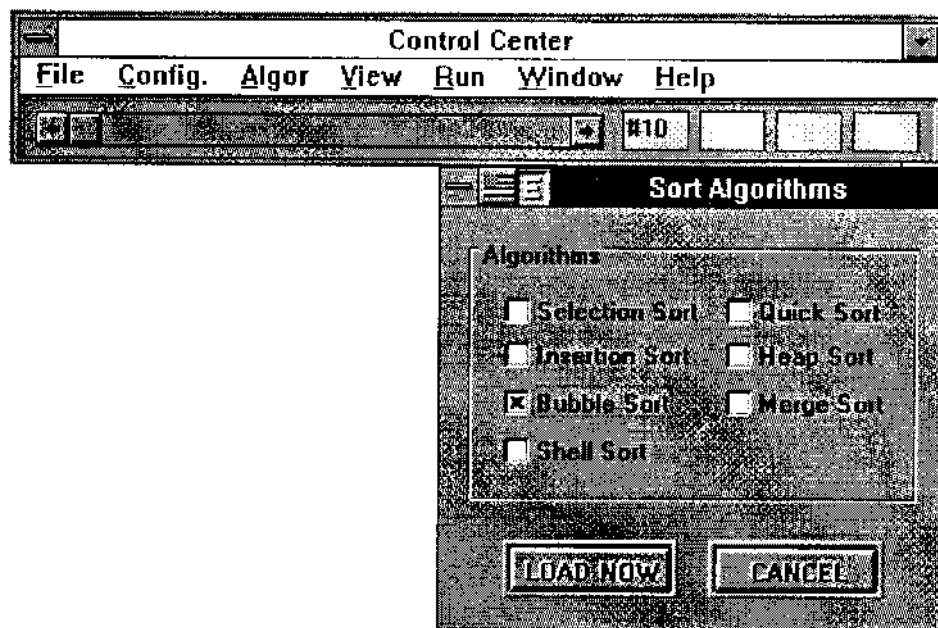 Control Center
File Config. Algor View Run Window Help
#10
Sort Algorithms
Algorithms
Selection Sort Quick Sort
Insertion Sort Heap Sort
Bubble Sort Merge Sort
Shell Sort
LOAD NOW CANCEL